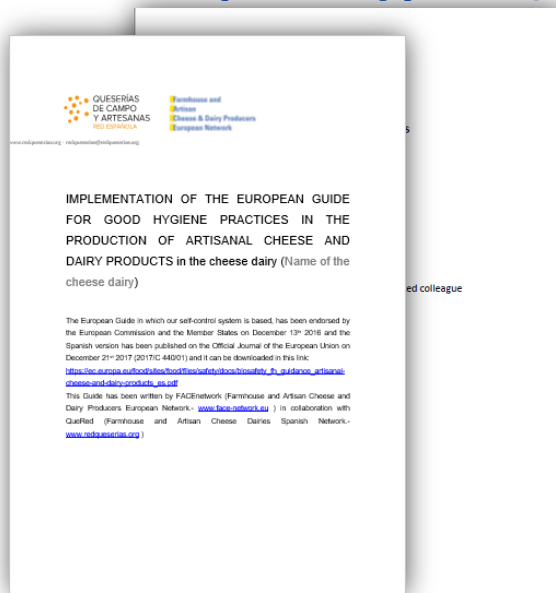 QUESERÍAS
DE CAMPO
Y ARTESANAS
RED ESPAÑOLA
Farmhouse and
Artisan
Cheese & Dairy Producers
European Network
www.redqueserias.org - redqueserias@redqueserias.org
s
IMPLEMENTATION OF THE EUROPEAN GUIDE
FOR GOOD HYGIENE PRACTICES IN THE
PRODUCTION OF ARTISANAL CHEESE AND
DAIRY PRODUCTS in the cheese dairy (Name of the
cheese dairy)
ed colleague
The European Guide in which our self-control system is based, has been endorsed by
the European Commission and the Member States on December 13th 2016 and the
Spanish version has been published on the Official Journal of the European Union on
December 21st 2017 (2017/C 440/01) and it can be downloaded in this link:
https://ec.europa.eu/food/sites/food/files/safety/docs/biosafety_fh_guidance_artisanal-
cheese-and-dairy-products_es.pdf
This Guide has been written by FACEnetwork (Farmhouse and Artisan Cheese and
Dairy Producers European Network.- www.face-network.eu ) in collaboration with
QueRed (Farmhouse and Artisan Cheese Dairies Spanish Network.-
www.redqueserias.org )